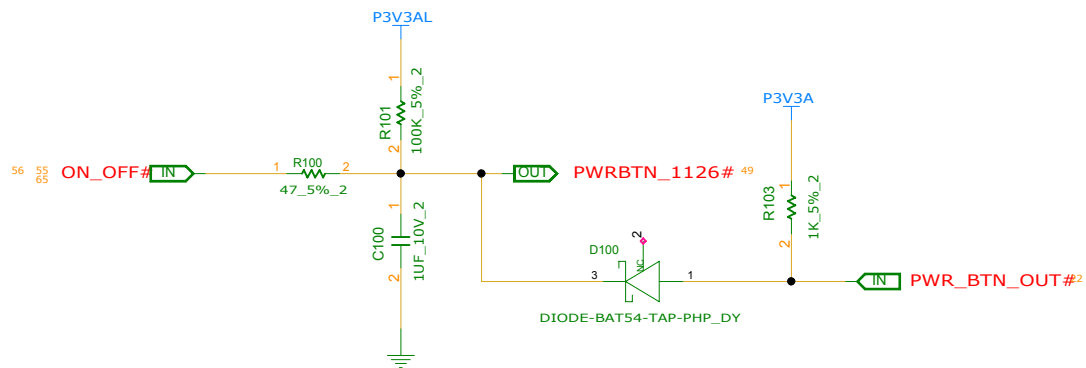 P3V3AL
1
R101
100K_5%_2
2
P3V3A
56 55
65
ON_OFF#
IN
1
R100
2
47_5%_2
OUT
PWRBTN_1126#
49
1
R103
1K_5%_2
2
1
C100
1UF_10V_2
2
D100
2
NC
3
1
DIODE-BAT54-TAP-PHP_DY
IN
PWR_BTN_OUT#